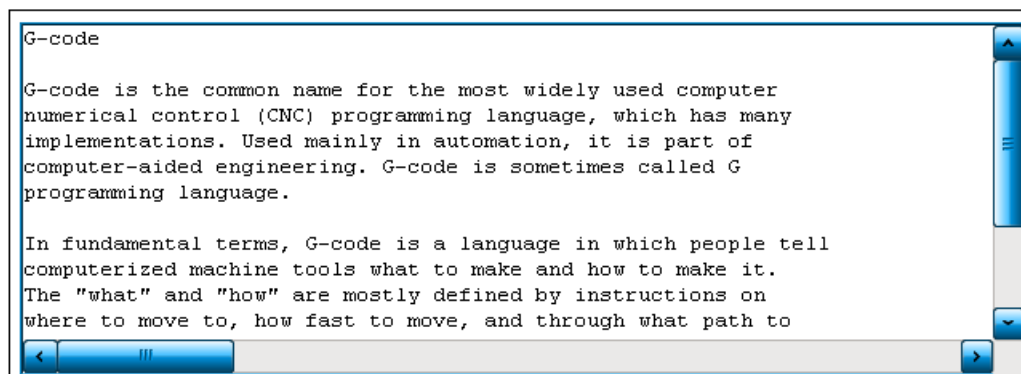 G-code
G-code is the common name for the most widely used computer
numerical control (CNC) programming language, which has many
implementations. Used mainly in automation, it is part of
computer-aided engineering. G-code is sometimes called G
programming language.
In fundamental terms, G-code is a language in which people tell
computerized machine tools what to make and how to make it.
The "what" and "how" are mostly defined by instructions on
where to move to, how fast to move, and through what path to